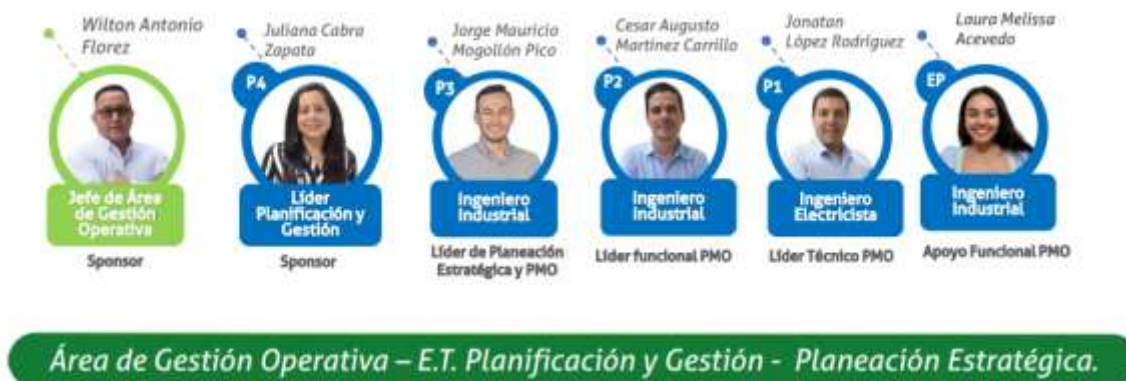 Wilton Antonio
Florez
Juliana Cabra
Zapata
Jorge Mauricio
Mogollón Pico
Cesar Augusto
Martínez Carrillo
Jonatan
López Rodríguez
Laura Melissa
Acevedo
P4
P3
P2
P1
EP
Jefe de Área
de Gestión
Operativa
Líder
Planificación y
Gestión
Ingeniero
Industrial
Ingeniero
Industrial
Ingeniero
Electricista
Ingeniero
Industrial
Sponsor
Sponsor
Líder de Planeación
Estratégica y PMO
Líder funcional PMO
Líder Técnico PMO
Apoyo Funcional PMO
Área de Gestión Operativa – E.T. Planificación y Gestión - Planeación Estratégica.